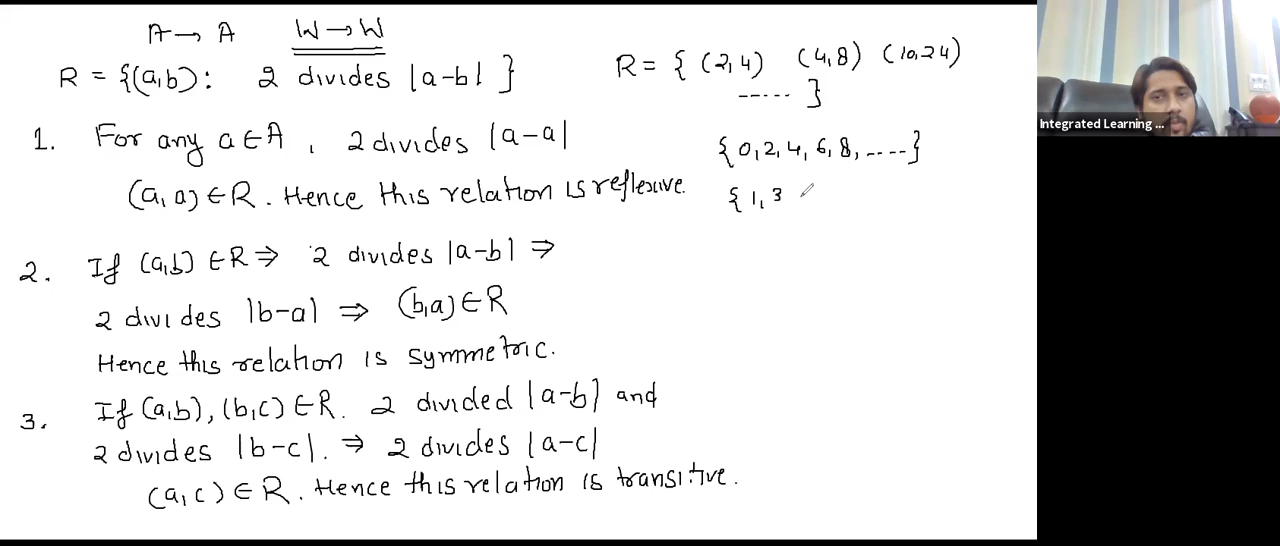 A → A W → W
R = {(a,b) : 2 divides |a-b| }
1. For any a ∈ A , 2 divides |a-a|
(a, a) ∈ R. Hence this relation is reflexive.
2. If (a,b) ∈ R ⇒ 2 divides |a-b| ⇒
2 divides |b-a| ⇒ (b,a) ∈ R
Hence this relation is symmetric.
3. If (a,b), (b,c) ∈ R. 2 divided |a-b| and
2 divides |b-c|. ⇒ 2 divides |a-c|
(a, c) ∈ R. Hence this relation is transitive.
R = { (2,4) (4,8) (10,24)
----- }
{ 0, 2, 4, 6, 8, ----- }
{ 1, 3
Integrated Learning ...